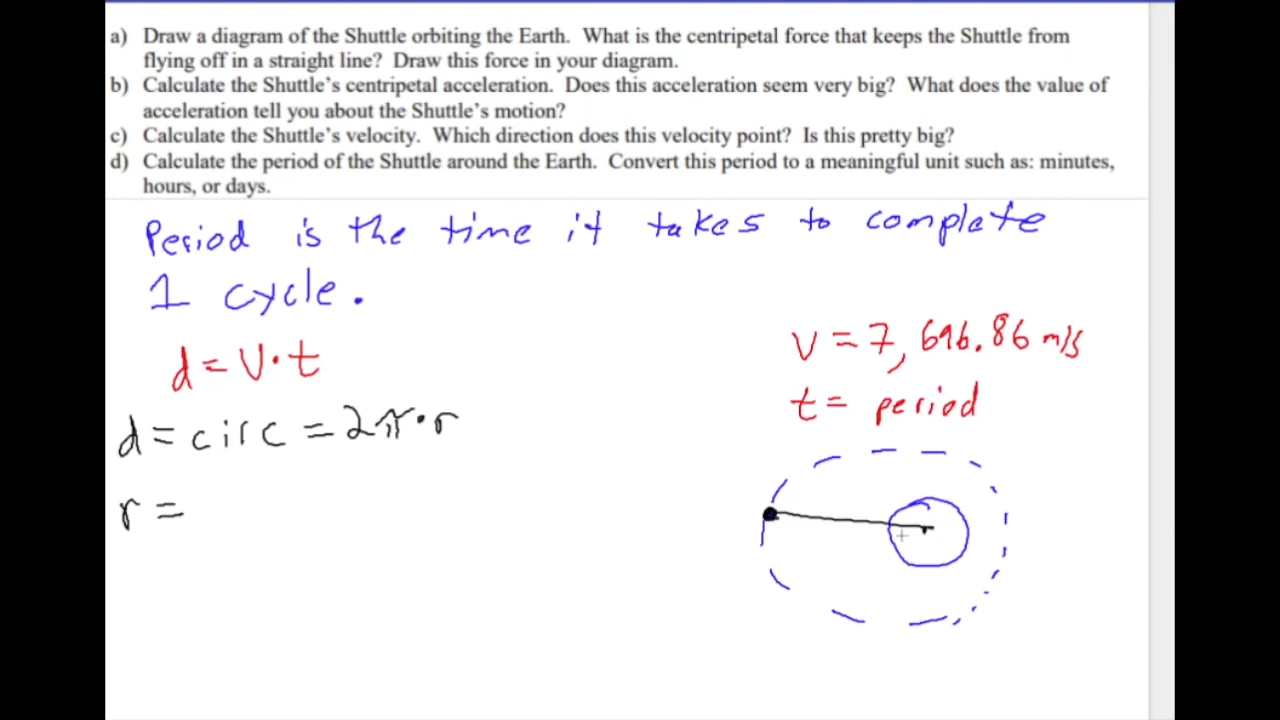 a) Draw a diagram of the Shuttle orbiting the Earth. What is the centripetal force that keeps the Shuttle from
flying off in a straight line? Draw this force in your diagram.
b) Calculate the Shuttle's centripetal acceleration. Does this acceleration seem very big? What does the value of
acceleration tell you about the Shuttle's motion?
c) Calculate the Shuttle's velocity. Which direction does this velocity point? Is this pretty big?
d) Calculate the period of the Shuttle around the Earth. Convert this period to a meaningful unit such as: minutes,
hours, or days.
Period is the time it takes to complete
1 cycle.
d = v·t
v = 7,696.86 m/s
t = period
d = circ = 2π·r
r =
r